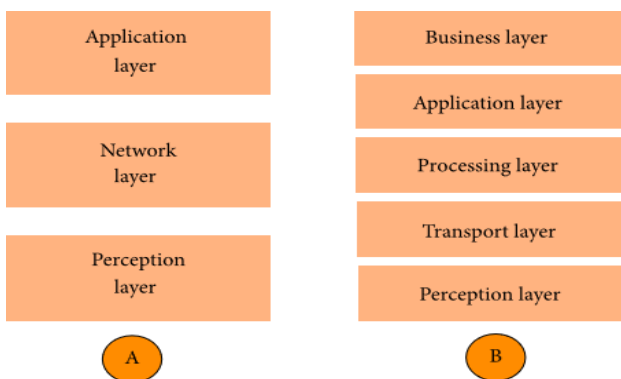 Application
layer
Network
layer
Perception
layer
A
Business layer
Application layer
Processing layer
Transport layer
Perception layer
B